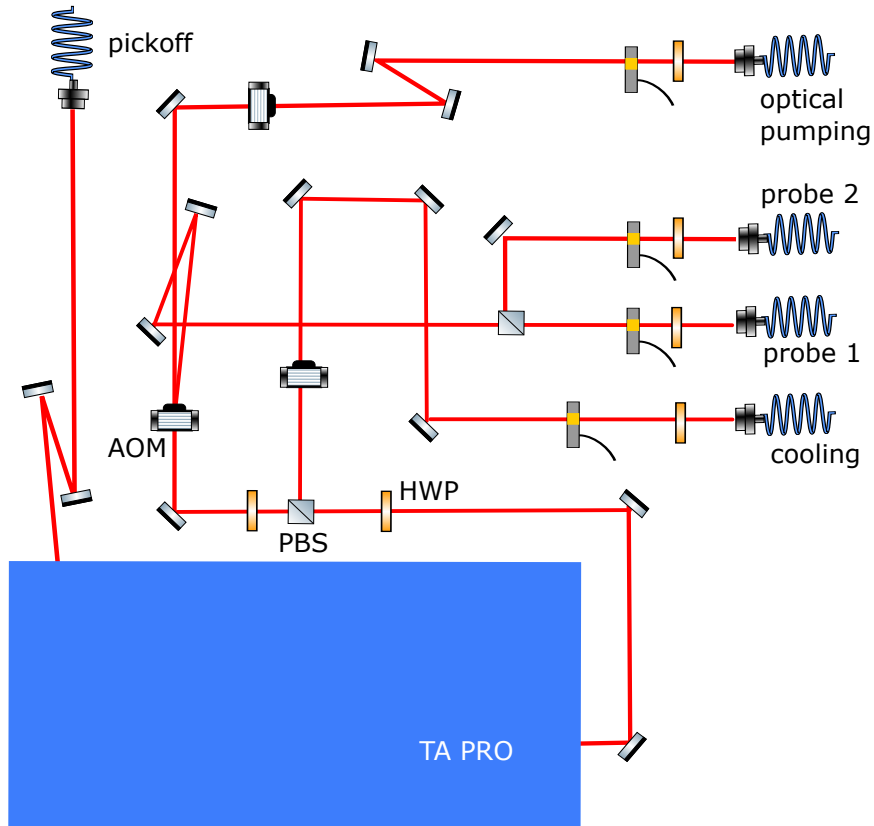 pickoff
optical
pumping
probe 2
probe 1
AOM
cooling
HWP
PBS
TA PRO